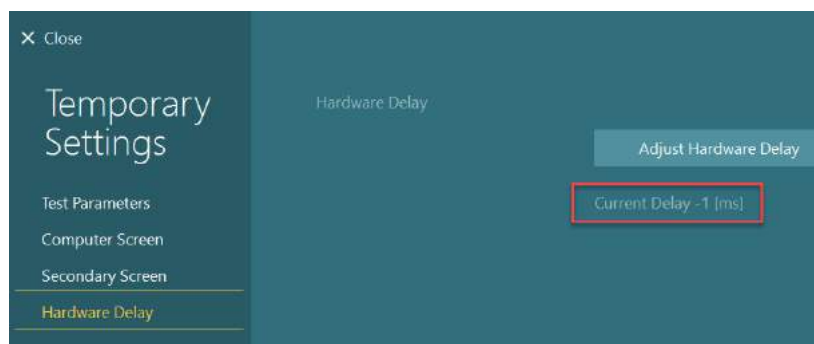 ✕ Close
Temporary
Settings
Test Parameters
Computer Screen
Secondary Screen
Hardware Delay
Hardware Delay
Adjust Hardware Delay
Current Delay -1 [ms]